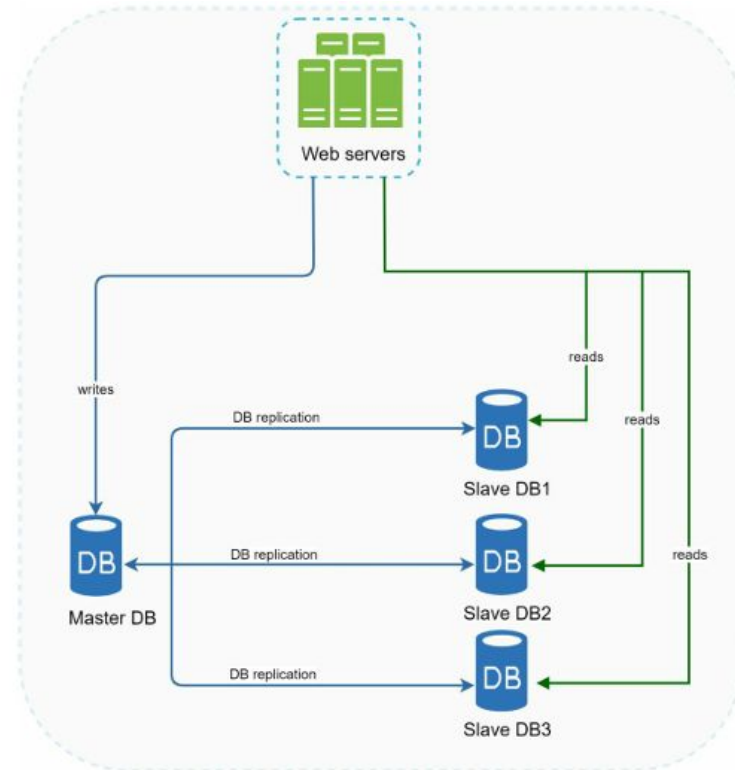 Web servers
writes
reads
reads
reads
DB replication
DB
Slave DB1
DB
Master DB
DB replication
DB
Slave DB2
DB replication
DB
Slave DB3